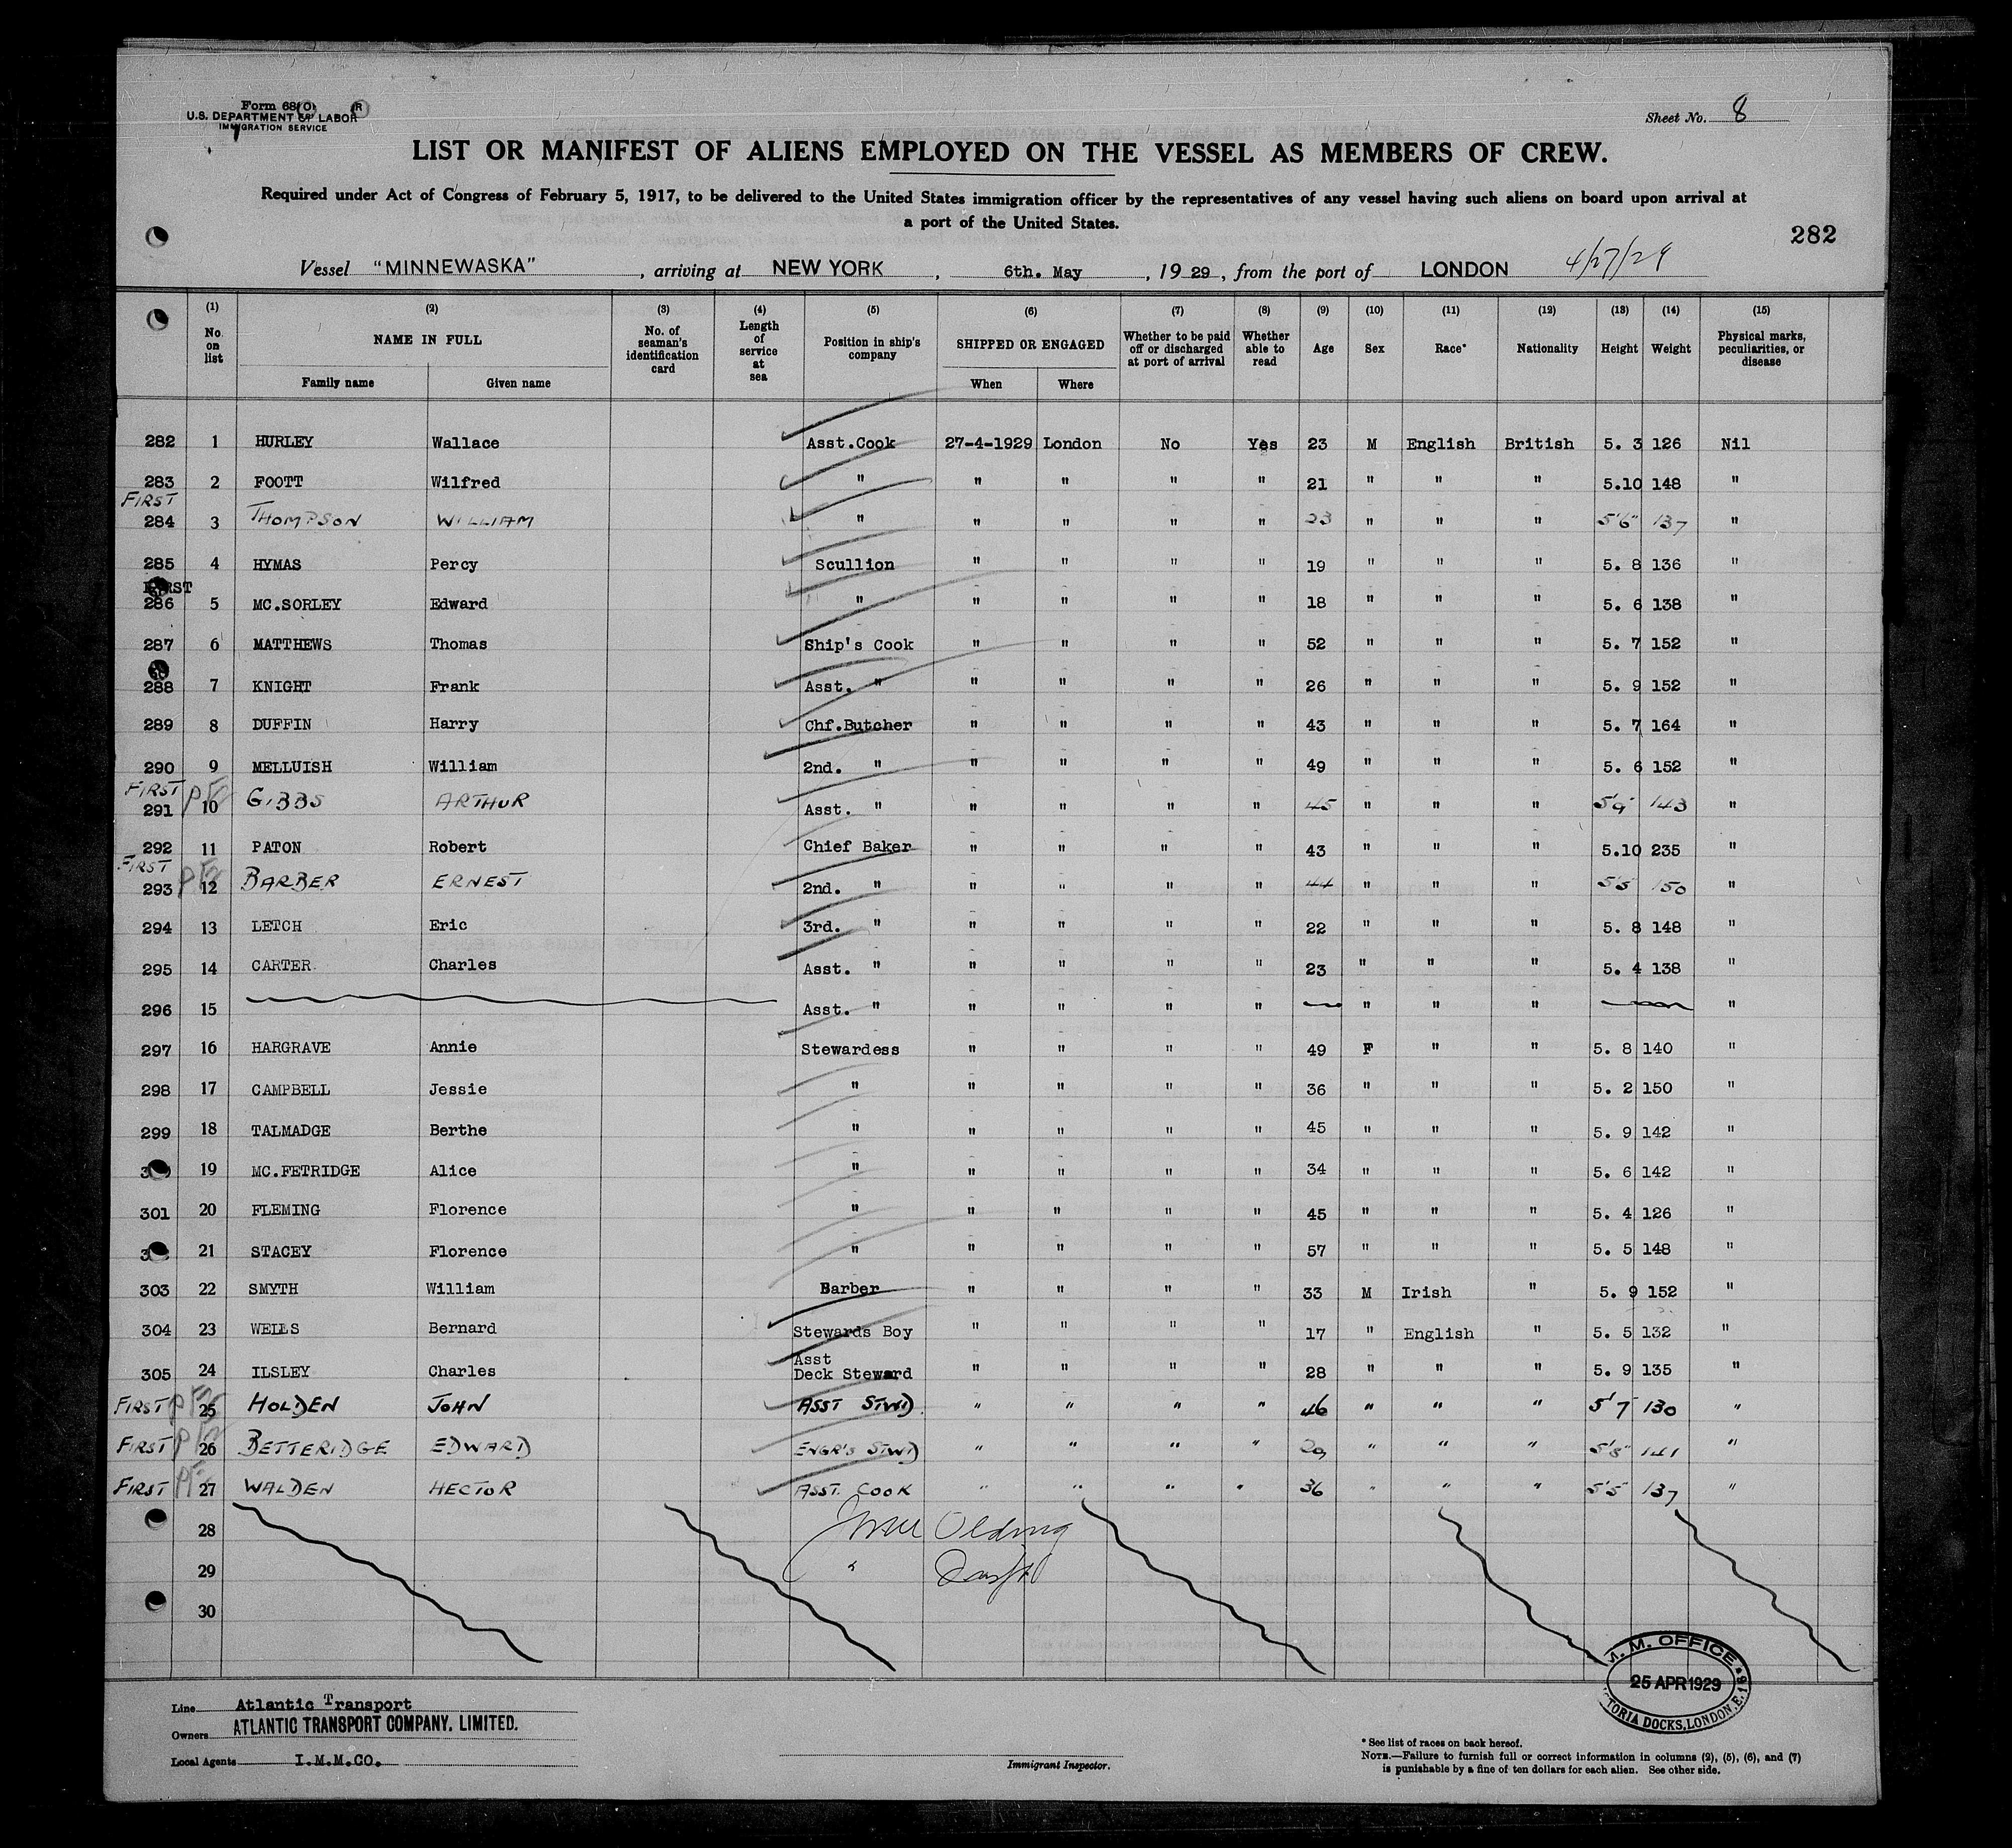 Form 680
U.S. DEPARTMENT OF LABOR
IMMIGRATION SERVICE
Sheet No. 8
LIST OR MANIFEST OF ALIENS EMPLOYED ON THE VESSEL AS MEMBERS OF CREW.
Required under Act of Congress of February 5, 1917, to be delivered to the United States immigration officer by the representatives of any vessel having such aliens on board upon arrival at
a port of the United States.
282
Vessel "MINNEWASKA", arriving at NEW YORK, 6th. May, 19 29, from the port of LONDON 4/27/29
(1) (2) (3) (4) (5) (6) (7) (8) (9) (10) (11) (12) (13) (14) (15)
No. on list NAME IN FULL No. of seaman's identification card Length of service at sea Position in ship's company SHIPPED OR ENGAGED Whether to be paid off or discharged at port of arrival Whether able to read Age Sex Race* Nationality Height Weight Physical marks, peculiarities, or disease
Family name Given name When Where
282 1 HURLEY Wallace Asst.Cook 27-4-1929 London No Yes 23 M English British 5. 3 126 Nil
283 2 FOOTT Wilfred " " " " " 21 " " " 5.10 148 "
FIRST
284 3 THOMPSON WILLIAM " " " " " 23 " " " 5'6" 137 "
285 4 HYMAS Percy Scullion " " " " 19 " " " 5. 8 136 "
FIRST
286 5 MC.SORLEY Edward " " " " " 18 " " " 5. 6 138 "
287 6 MATTHEWS Thomas Ship's Cook " " " " 52 " " " 5. 7 152 "
288 7 KNIGHT Frank Asst. " " " " " 26 " " " 5. 9 152 "
289 8 DUFFIN Harry Chf.Butcher " " " " 43 " " " 5. 7 164 "
290 9 MELLUISH William 2nd. " " " " " 49 " " " 5. 6 152 "
FIRST
291 10 GIBBS ARTHUR Asst. " " " " " 45 " " " 5'9" 143 "
292 11 PATON Robert Chief Baker " " " " 43 " " " 5.10 235 "
FIRST
293 12 BARBER ERNEST 2nd. " " " " " 44 " " " 5'5 150 "
294 13 LETCH Eric 3rd. " " " " " 22 " " " 5. 8 148 "
295 14 CARTER Charles Asst. " " " " " 23 " " " 5. 4 138 "
296 15 Asst. " " " " " " " " "
297 16 HARGRAVE Annie Stewardess " " " " 49 F " " 5. 8 140 "
298 17 CAMPBELL Jessie " " " " " 36 " " " 5. 2 150 "
299 18 TALMADGE Berthe " " " " " 45 " " " 5. 9 142 "
19 MC.FETRIDGE Alice " " " " " 34 " " " 5. 6 142 "
301 20 FLEMING Florence " " " " " 45 " " " 5. 4 126 "
21 STACEY Florence " " " " " 57 " " " 5. 5 148 "
303 22 SMYTH William Barber " " " " 33 M Irish " 5. 9 152 "
304 23 WELLS Bernard Stewards Boy " " " " 17 " English " 5. 5 132 "
305 24 ILSLEY Charles Asst Deck Steward " " " " 28 " " " 5. 9 135 "
FIRST 25 HOLDEN JOHN ASST STWD. " " " " 46 " " " 5'7 130 "
FIRST 26 BETTERIDGE EDWARD ENGR'S STWD " " " " 29 " " " 5'8" 141 "
FIRST 27 WALDEN HECTOR ASST. COOK " " " " 36 " " " 5'5 137 "
28
29
30
Line Atlantic Transport
Owners ATLANTIC TRANSPORT COMPANY, LIMITED.
Local Agents I.M.M.CO.
Immigrant Inspector.
M. OFFICE
25 APR 1929
TORIA DOCKS, LONDON.E.
* See list of races on back hereof.
NOTE.—Failure to furnish full or correct information in columns (2), (5), (6), and (7)
is punishable by a fine of ten dollars for each alien. See other side.